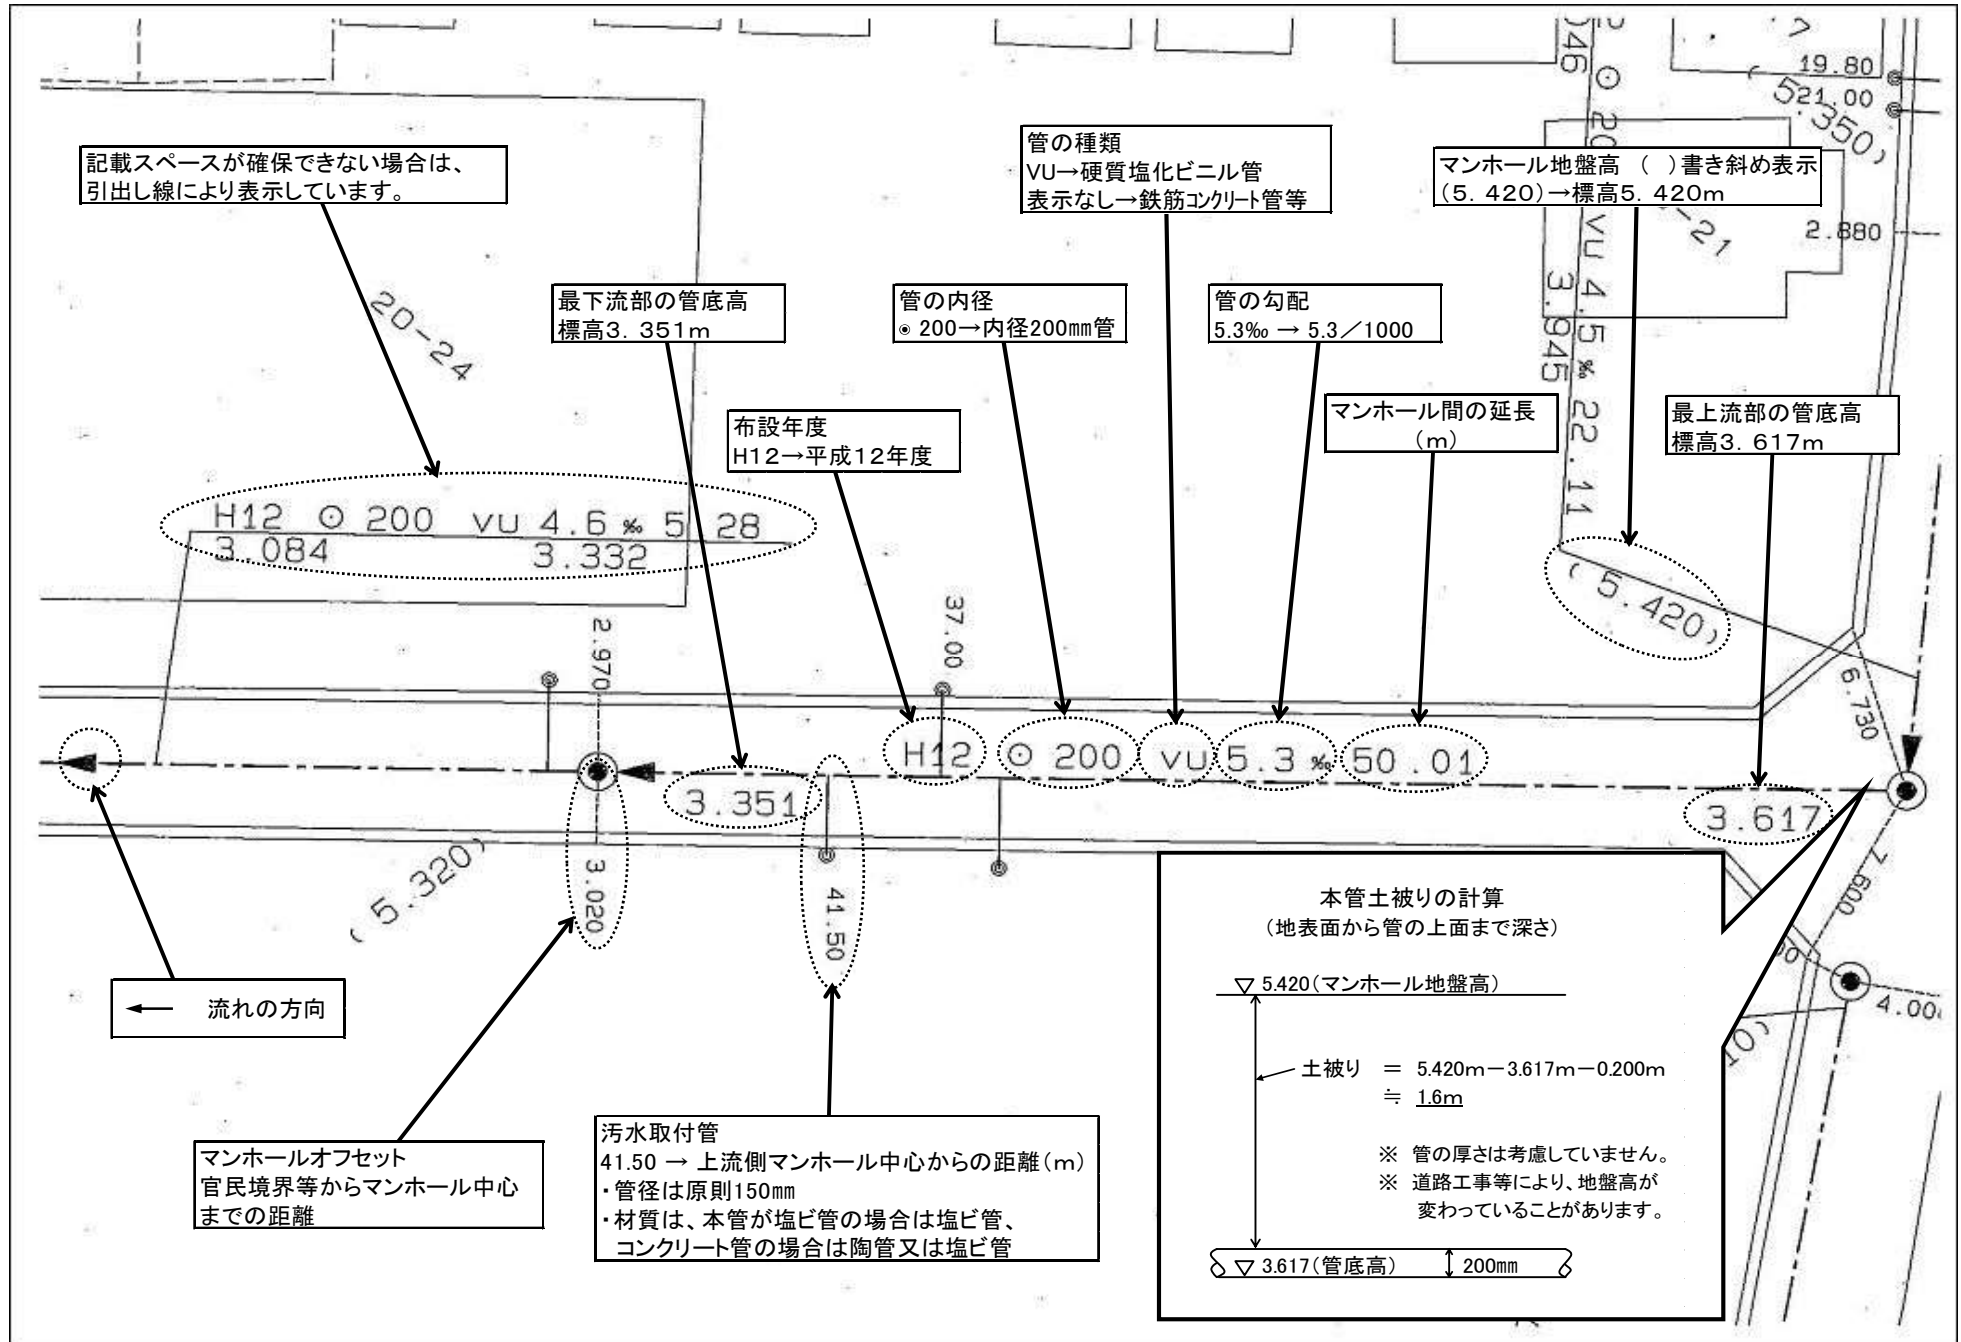 19.80
21.00
(5.350)
2.880
記載スペースが確保できない場合は、
引出し線により表示しています。
管の種類
VU→硬質塩化ビニル管
表示なし→鉄筋コンクリート管等
マンホール地盤高 ( )書き斜め表示
(5.420)→標高5.420m
VU 4.5‰ 22.11
3.945
20-24
最下流部の管底高
標高3.351m
管の内径
◎ 200→内径200mm管
管の勾配
5.3‰ → 5.3/1000
布設年度
H12→平成12年度
マンホール間の延長
(m)
最上流部の管底高
標高3.617m
H12 ⊙ 200 VU 4.6‰ 5 28
3.084 3.332
(5.420)
2.970
37.00
6.730
H12 ⊙ 200 VU 5.3‰ 50.01
3.351
3.617
(5.320)
3.020
41.50
7.600
4.00
10)
← 流れの方向
マンホールオフセット
官民境界等からマンホール中心
までの距離
汚水取付管
41.50 → 上流側マンホール中心からの距離(m)
・管径は原則150mm
・材質は、本管が塩ビ管の場合は塩ビ管、
コンクリート管の場合は陶管又は塩ビ管
本管土被りの計算
(地表面から管の上面まで深さ)
▽ 5.420(マンホール地盤高)
土被り = 5.420m-3.617m-0.200m
≒ 1.6m
※ 管の厚さは考慮していません。
※ 道路工事等により、地盤高が
変わっていることがあります。
▽ 3.617(管底高) 200mm